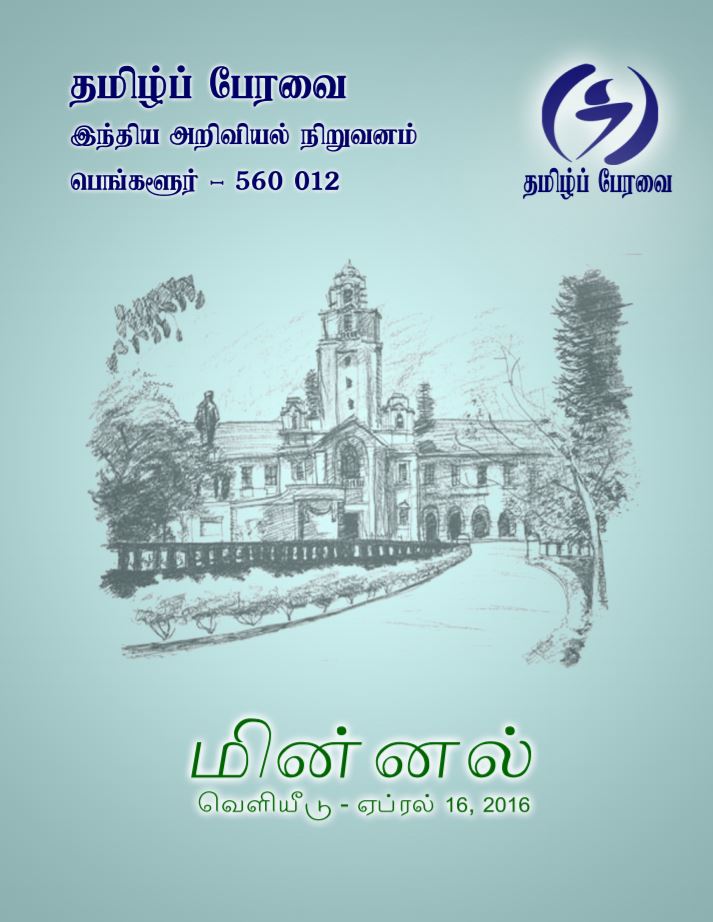 தமிழ்ப் பேரவை
இந்திய அறிவியல் நிறுவனம்
பெங்களூர் - 560 012
தமிழ்ப் பேரவை
மின்னல்
வெளியீடு - ஏப்ரல் 16, 2016